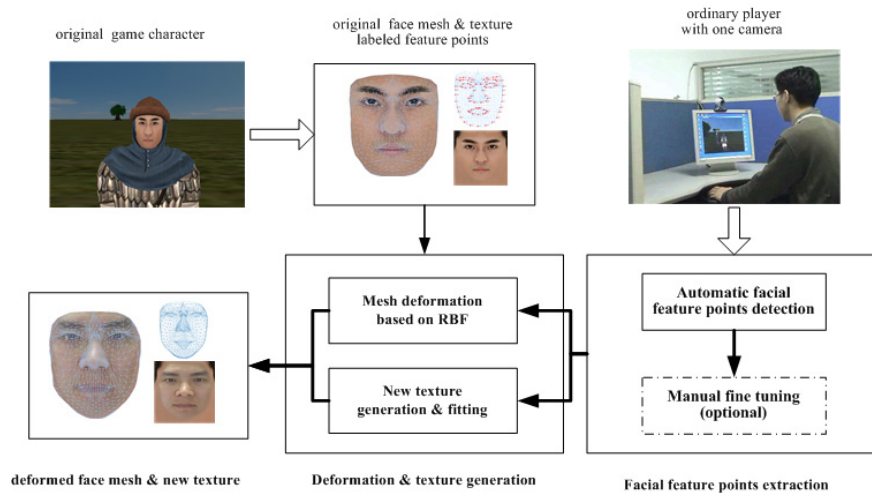 original game character
original face mesh & texture
labeled feature points
ordinary player
with one camera
Mesh deformation
based on RBF
New texture
generation & fitting
Automatic facial
feature points detection
Manual fine tuning
(optional)
deformed face mesh & new texture
Deformation & texture generation
Facial feature points extraction